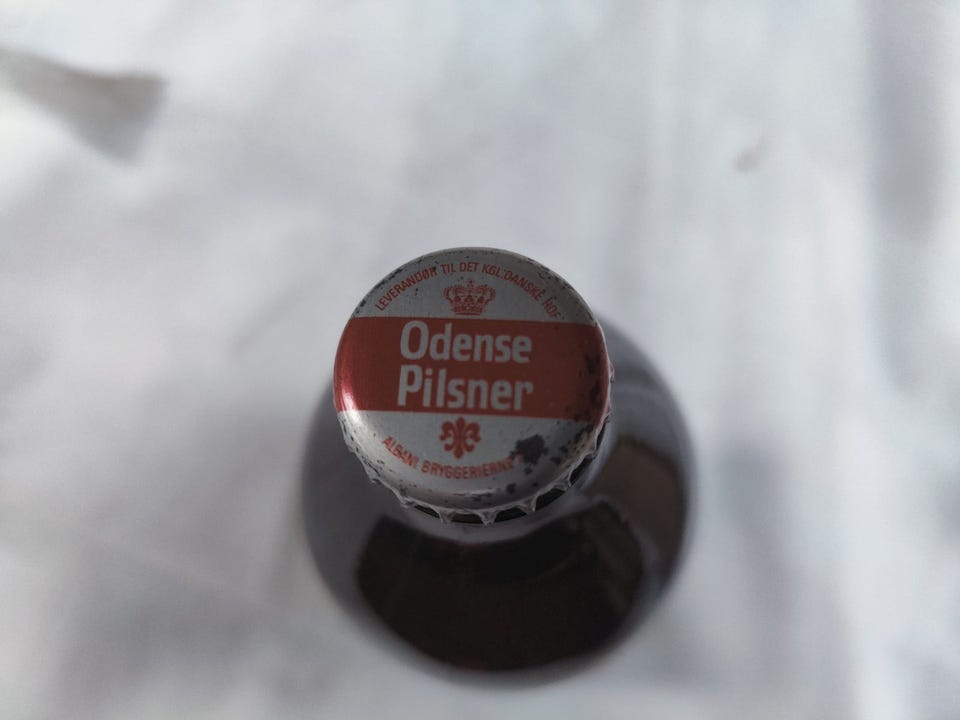 LEVERANDØR TIL DET KGL. DANSKE HOF
Odense
Pilsner
ALBANI BRYGGERIERNE